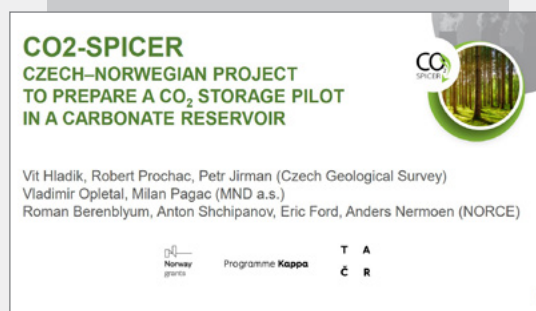 CO2-SPICER
CZECH–NORWEGIAN PROJECT
TO PREPARE A CO₂ STORAGE PILOT
IN A CARBONATE RESERVOIR
CO₂
SPICER
Vit Hladik, Robert Prochac, Petr Jirman (Czech Geological Survey)
Vladimir Opletal, Milan Pagac (MND a.s.)
Roman Berenblyum, Anton Shchipanov, Eric Ford, Anders Nermoen (NORCE)
Norway
grants
Programme Kappa
T A
Č R